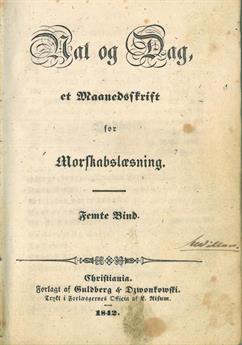 Nat og Dag,
et Maanedsskrift
for
Morskabslæsning.
Femte Bind.
Christiania.
Forlagt af Guldberg & Dzwonkowski.
Trykt i Forlæggernes Officin af L. Risum.
1842.